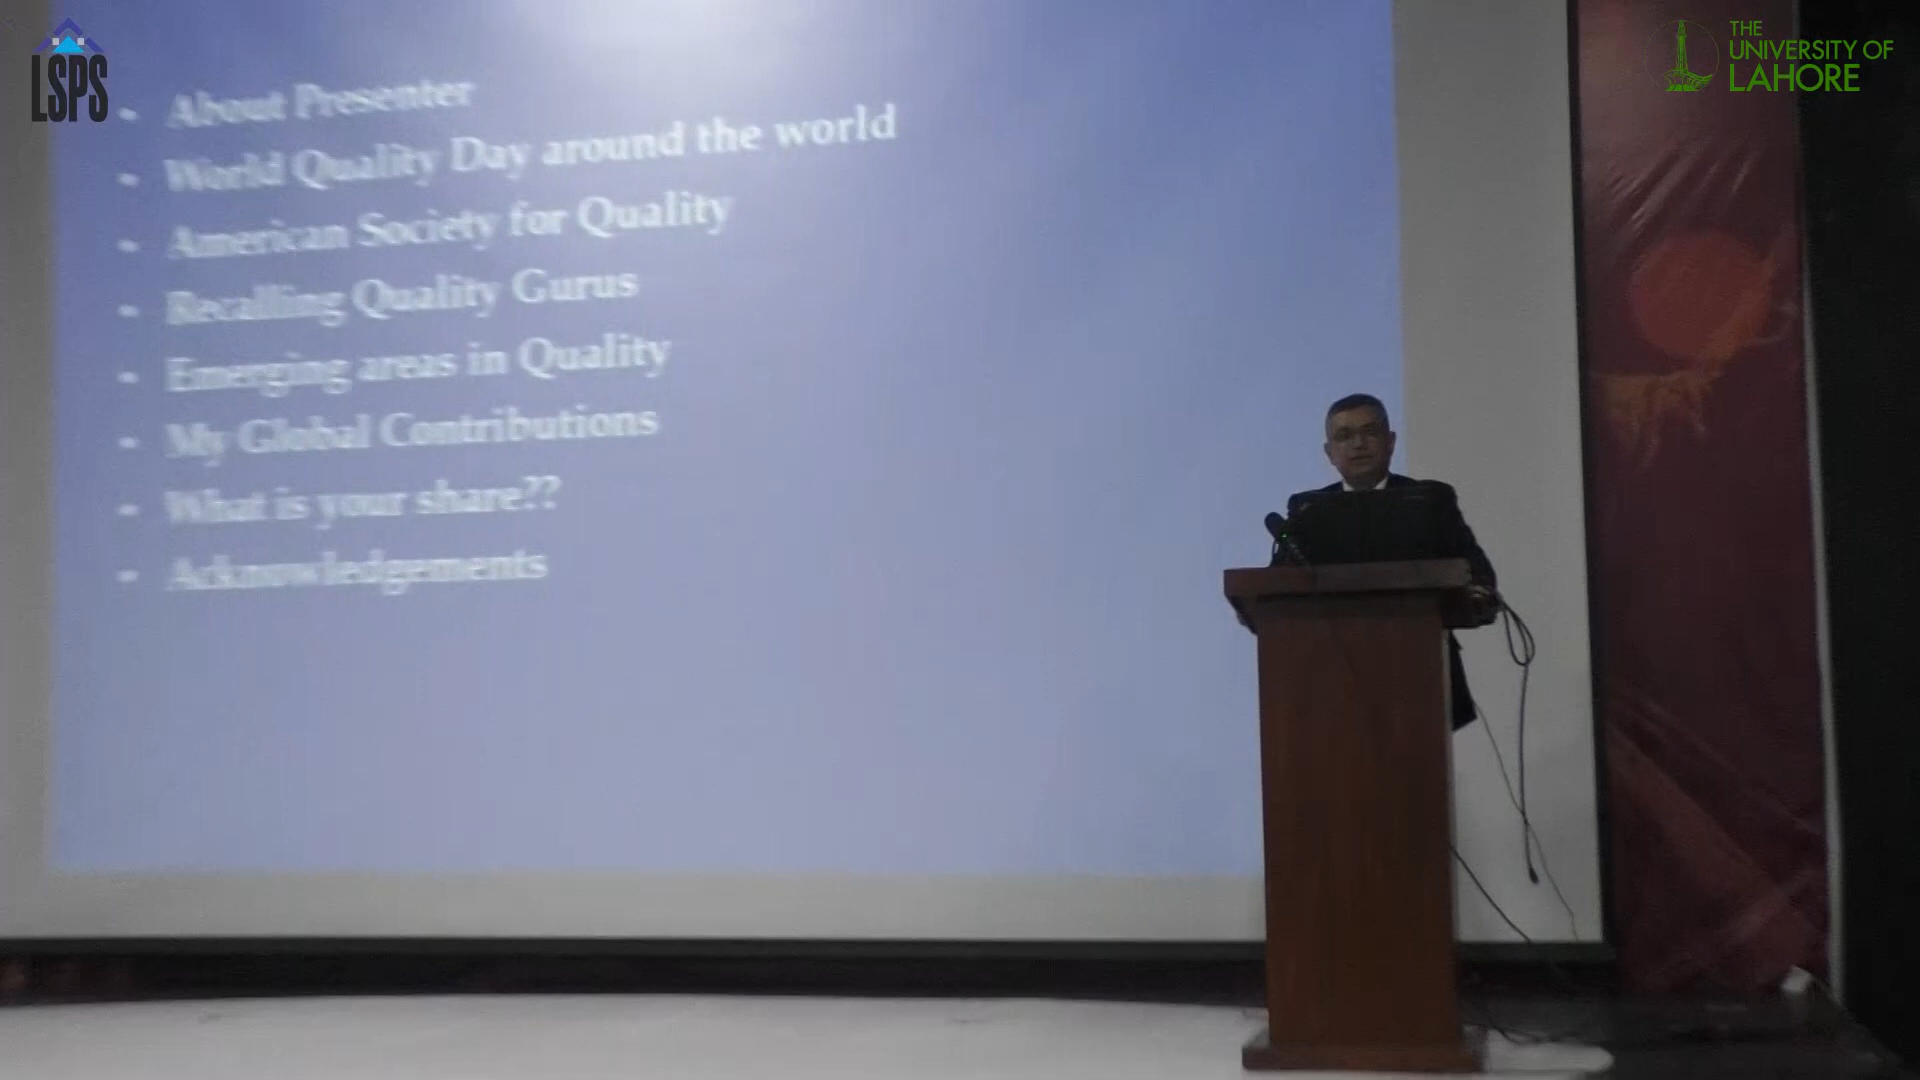 LSPS
THE
UNIVERSITY OF
LAHORE
• About Presenter
• World Quality Day around the world
• American Society for Quality
• Recalling Quality Gurus
• Emerging areas in Quality
• My Global Contributions
• What is your share??
• Acknowledgements